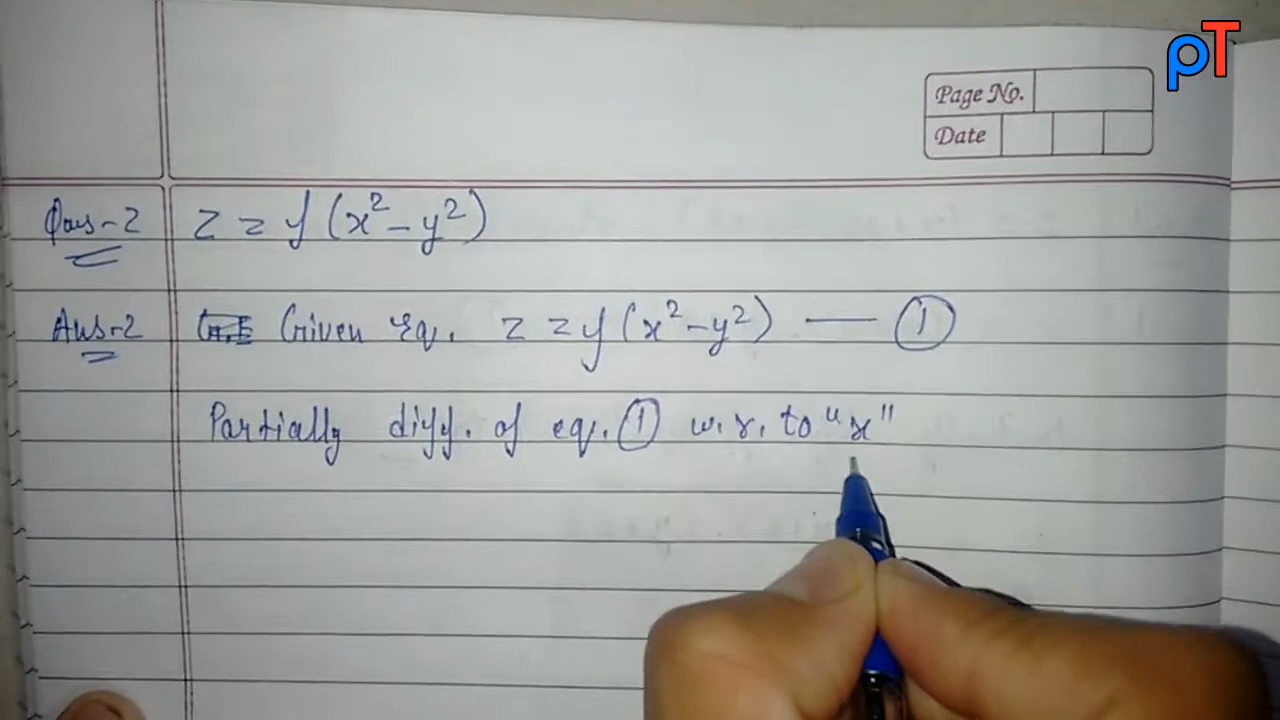 pT
Page No.
Date
Ques-2 z = f(x²-y²)
Ans-2 Given eq. z = f(x²-y²) — ①
Partially diff. of eq. ① w.r. to "x"